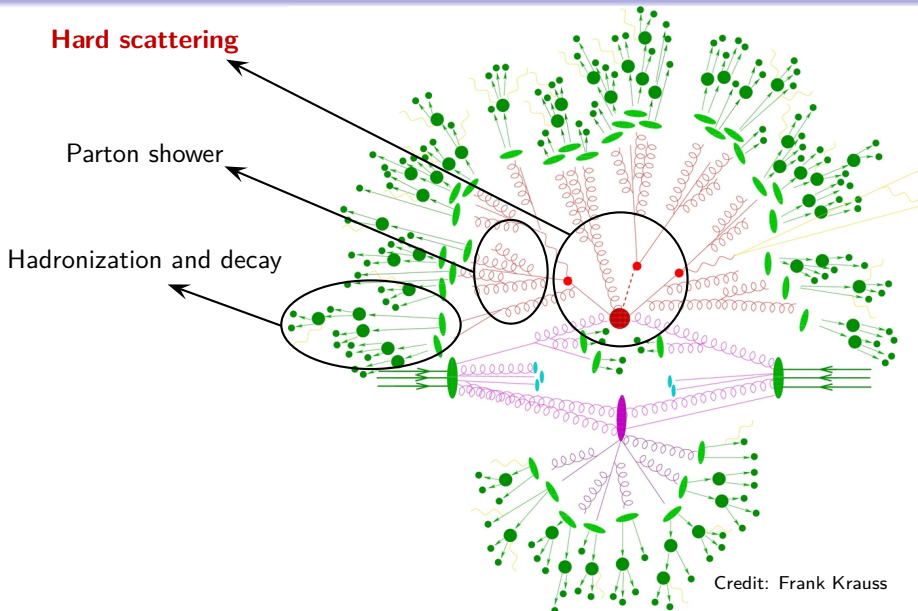 Hard scattering
Parton shower
Hadronization and decay
Credit: Frank Krauss